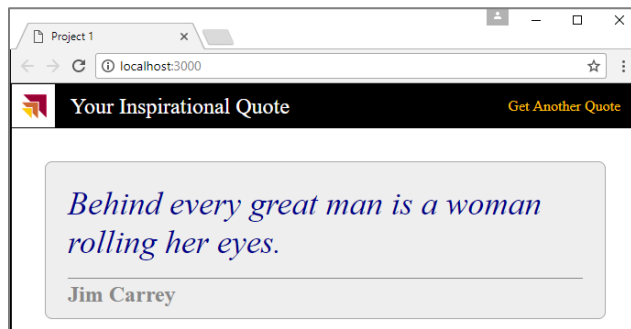 Project 1
localhost:3000
Your Inspirational Quote
Get Another Quote
Behind every great man is a woman
rolling her eyes.
Jim Carrey